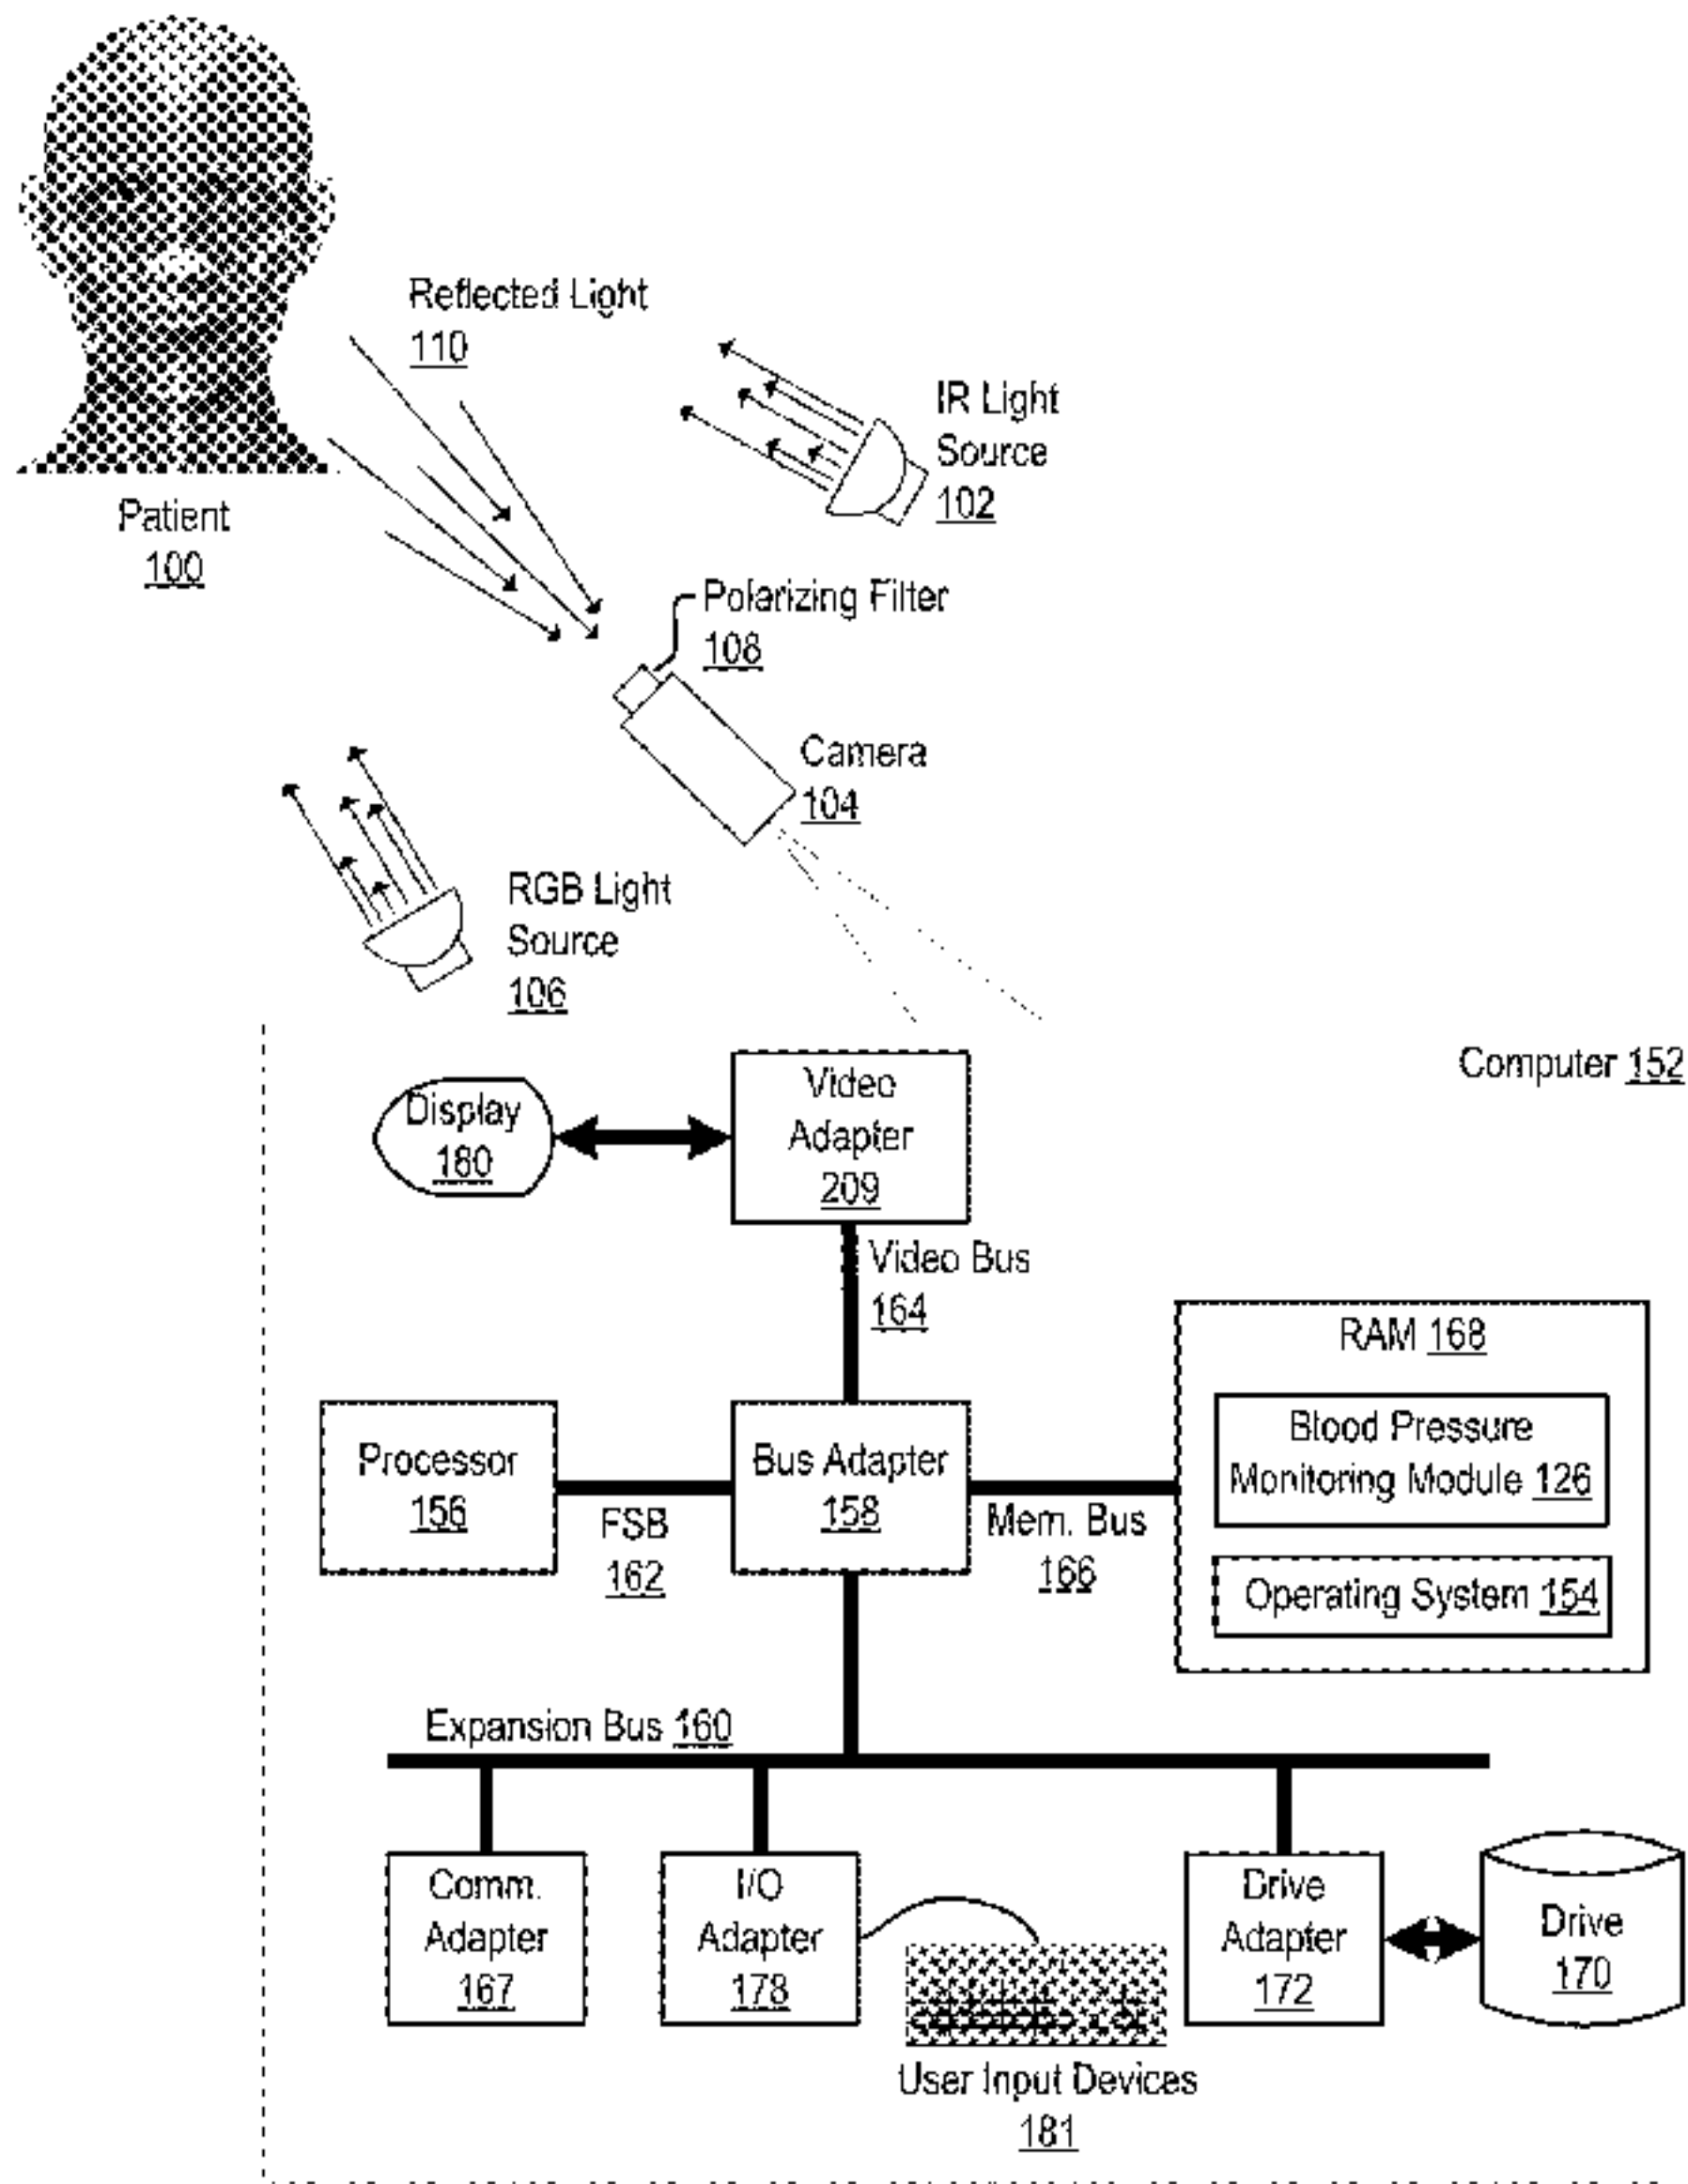 Reflected Light
110
IR Light
Source
102
Patient
100
Polarizing Filter
108
Camera
104
RGB Light
Source
106
Computer 152
Display
180
Video
Adapter
209
Video Bus
164
RAM 168
Blood Pressure
Monitoring Module 126
Operating System 154
Processor
156
FSB
162
Bus Adapter
158
Mem. Bus
166
Expansion Bus 160
Comm.
Adapter
167
I/O
Adapter
178
User Input Devices
181
Drive
Adapter
172
Drive
170